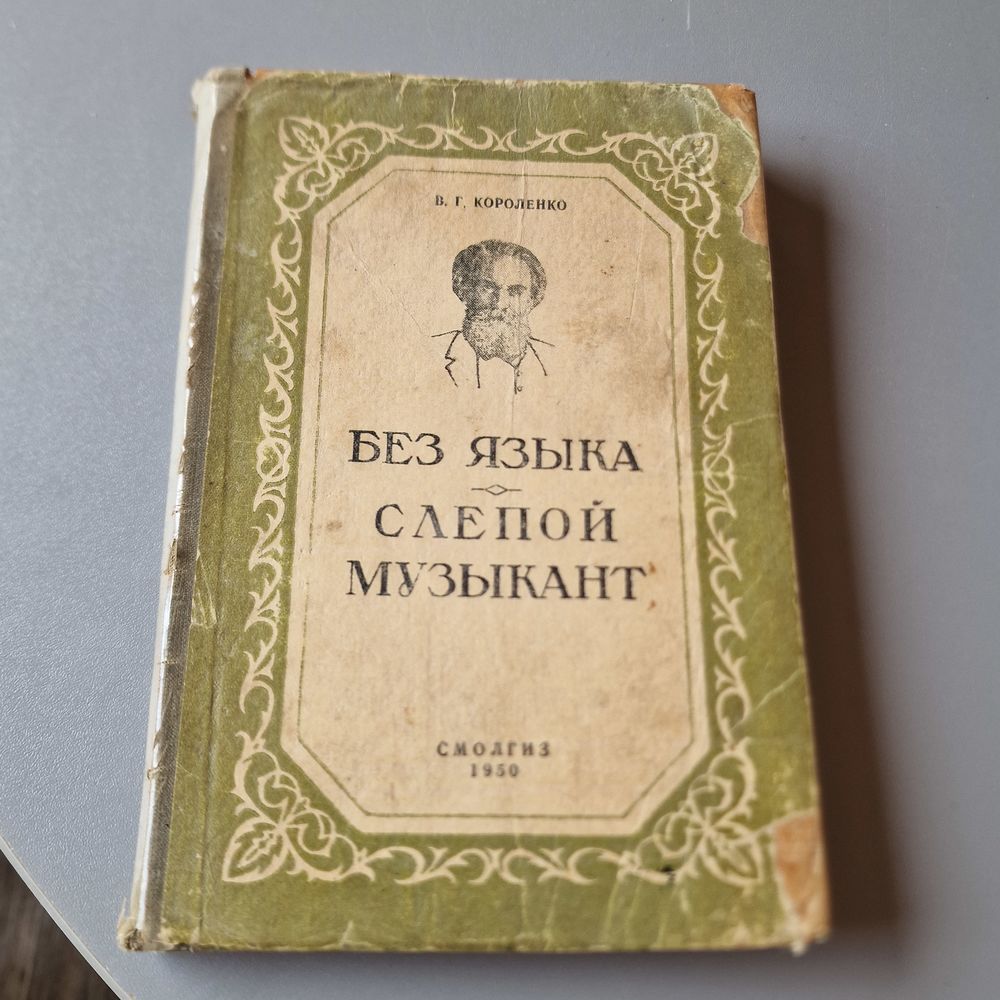 В. Г. КОРОЛЕНКО
БЕЗ ЯЗЫКА
СЛЕПОЙ
МУЗЫКАНТ
СМОЛГИЗ
1950